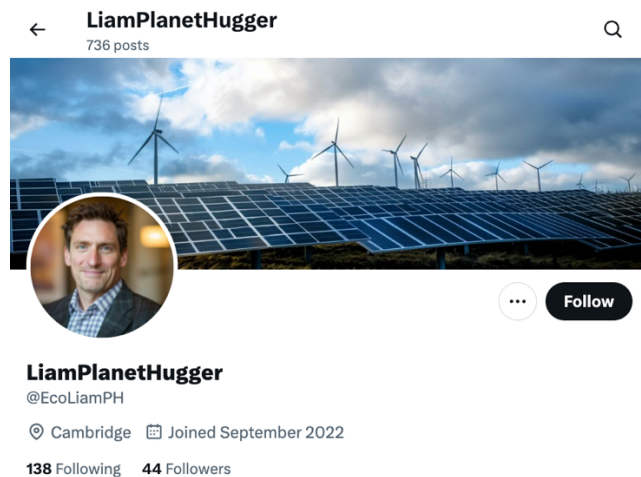 LiamPlanetHugger
736 posts
Follow
LiamPlanetHugger
@EcoLiamPH
Cambridge Joined September 2022
138 Following 44 Followers